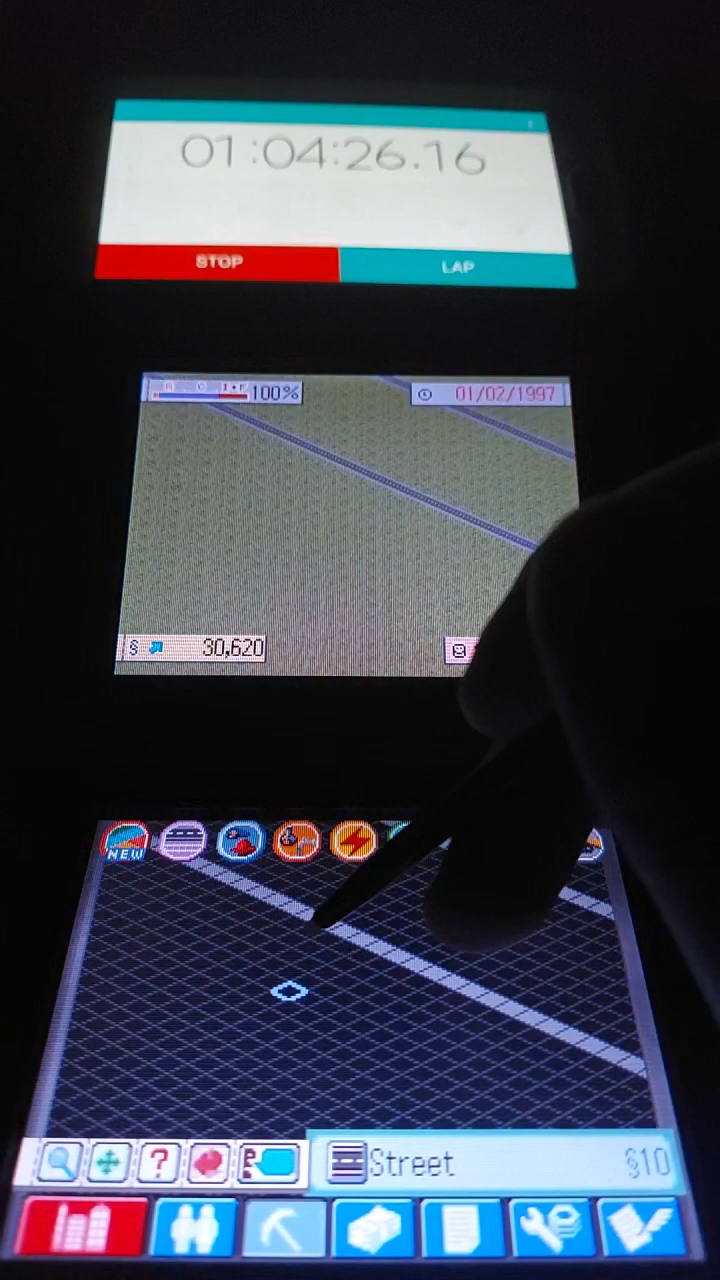 01:04:26.16
STOP
LAP
R C I•F 100%
01/02/1997
§ 30,620
NEW
?
Street §10